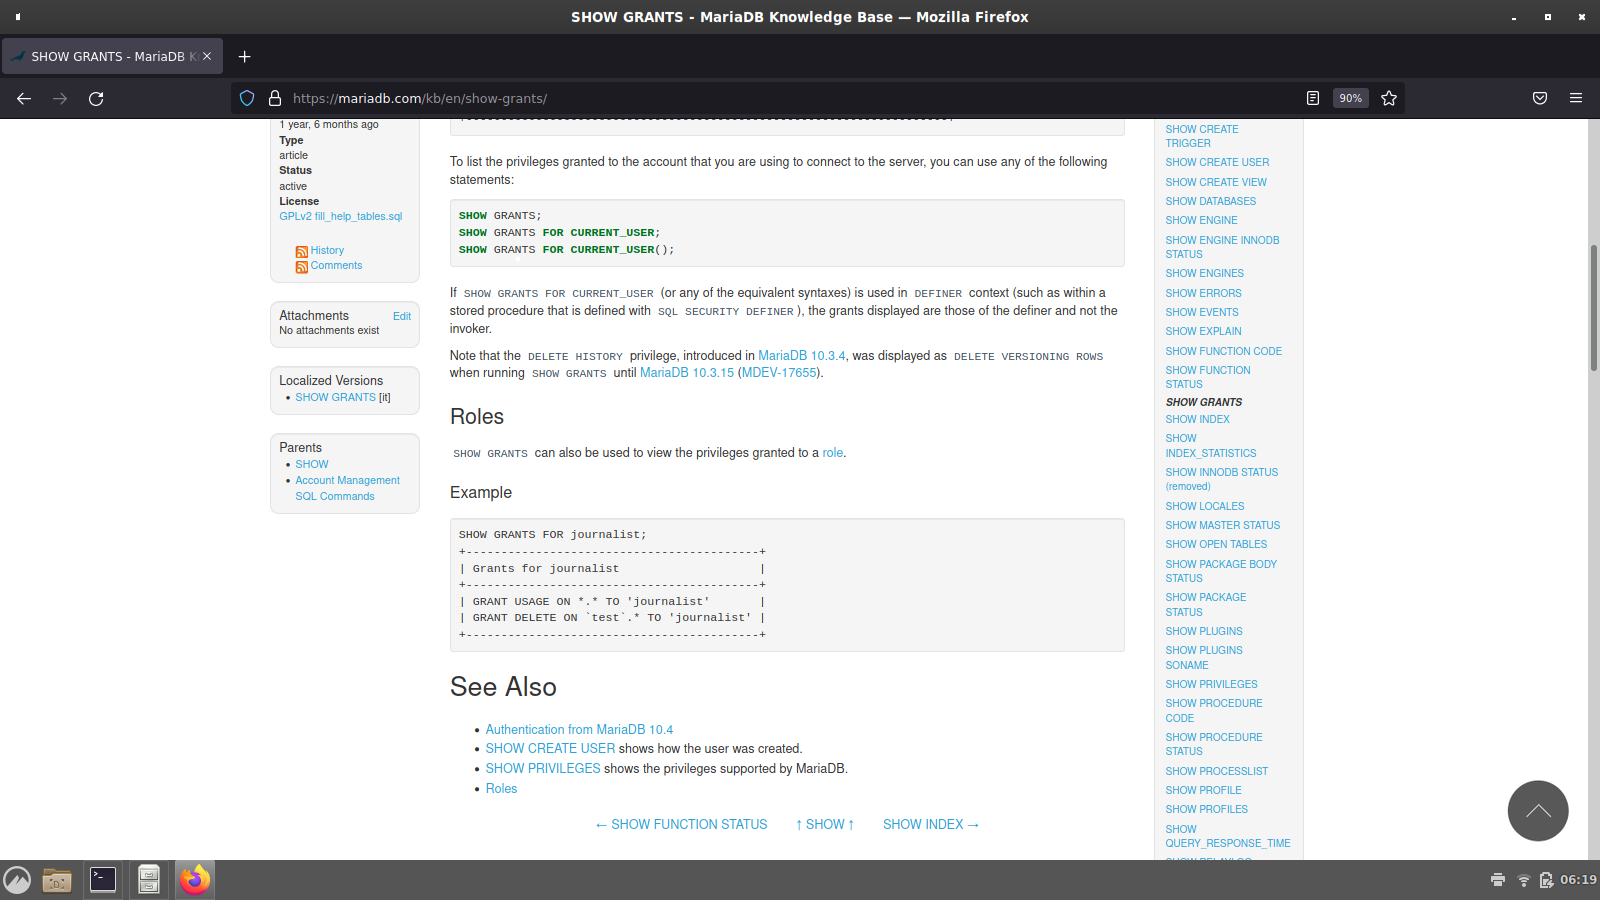 SHOW GRANTS - MariaDB Knowledge Base — Mozilla Firefox
SHOW GRANTS - MariaDB K
https://mariadb.com/kb/en/show-grants/
90%
1 year, 6 months ago
Type
article
Status
active
License
GPLv2 fill_help_tables.sql
History
Comments
Attachments
Edit
No attachments exist
Localized Versions
• SHOW GRANTS [it]
Parents
• SHOW
• Account Management
SQL Commands
To list the privileges granted to the account that you are using to connect to the server, you can use any of the following
statements:
SHOW GRANTS;
SHOW GRANTS FOR CURRENT_USER;
SHOW GRANTS FOR CURRENT_USER();
If SHOW GRANTS FOR CURRENT_USER (or any of the equivalent syntaxes) is used in DEFINER context (such as within a
stored procedure that is defined with SQL SECURITY DEFINER ), the grants displayed are those of the definer and not the
invoker.
Note that the DELETE HISTORY privilege, introduced in MariaDB 10.3.4, was displayed as DELETE VERSIONING ROWS
when running SHOW GRANTS until MariaDB 10.3.15 (MDEV-17655).
Roles
SHOW GRANTS can also be used to view the privileges granted to a role.
Example
SHOW GRANTS FOR journalist;
+------------------------------------------+
| Grants for journalist                    |
+------------------------------------------+
| GRANT USAGE ON *.* TO 'journalist'       |
| GRANT DELETE ON `test`.* TO 'journalist' |
+------------------------------------------+
See Also
• Authentication from MariaDB 10.4
• SHOW CREATE USER shows how the user was created.
• SHOW PRIVILEGES shows the privileges supported by MariaDB.
• Roles
← SHOW FUNCTION STATUS
↑ SHOW ↑
SHOW INDEX →
SHOW CREATE
TRIGGER
SHOW CREATE USER
SHOW CREATE VIEW
SHOW DATABASES
SHOW ENGINE
SHOW ENGINE INNODB
STATUS
SHOW ENGINES
SHOW ERRORS
SHOW EVENTS
SHOW EXPLAIN
SHOW FUNCTION CODE
SHOW FUNCTION
STATUS
SHOW GRANTS
SHOW INDEX
SHOW
INDEX_STATISTICS
SHOW INNODB STATUS
(removed)
SHOW LOCALES
SHOW MASTER STATUS
SHOW OPEN TABLES
SHOW PACKAGE BODY
STATUS
SHOW PACKAGE
STATUS
SHOW PLUGINS
SHOW PLUGINS
SONAME
SHOW PRIVILEGES
SHOW PROCEDURE
CODE
SHOW PROCEDURE
STATUS
SHOW PROCESSLIST
SHOW PROFILE
SHOW PROFILES
SHOW
QUERY_RESPONSE_TIME
06:19